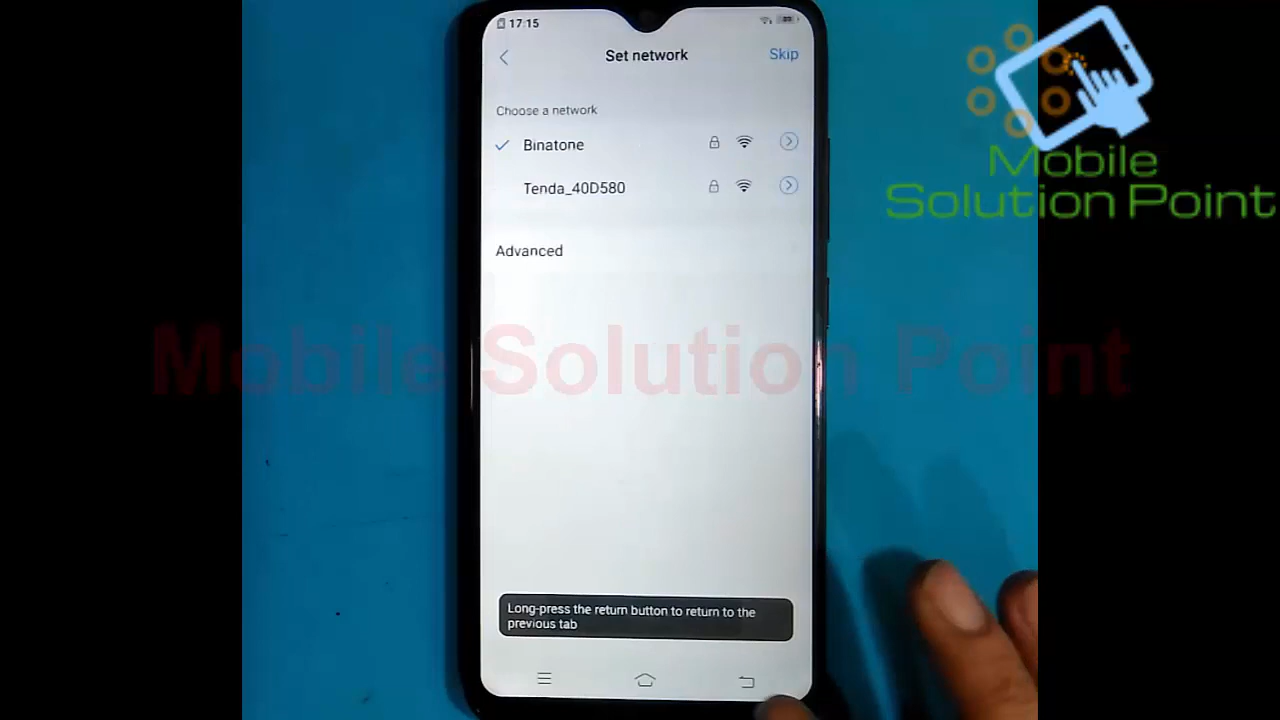 17:15
Set network
Skip
Choose a network
Binatone
Tenda_40D580
Advanced
Long-press the return button to return to the
previous tab
Mobile
Solution Point
Mobile Solution Point